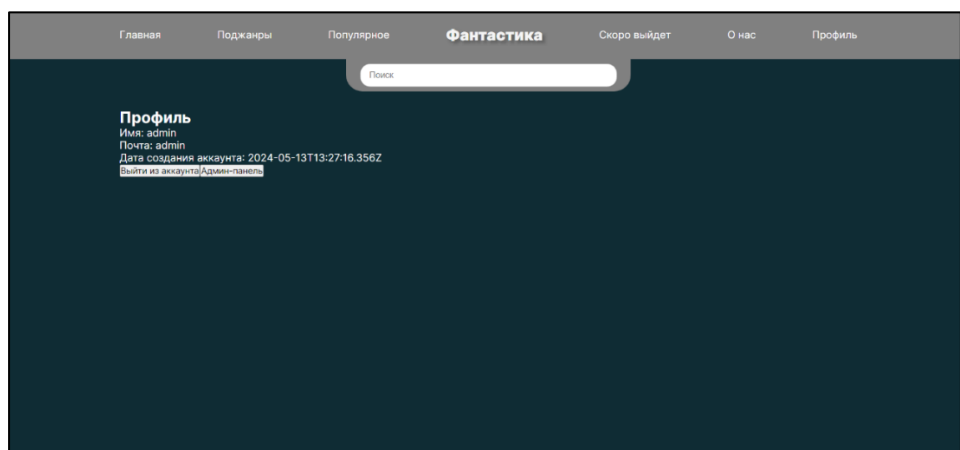 Главная Поджанры Популярное Фантастика Скоро выйдет О нас Профиль
Поиск
Профиль
Имя: admin
Почта: admin
Дата создания аккаунта: 2024-05-13T13:27:16.356Z
Выйти из аккаунта Админ-панель